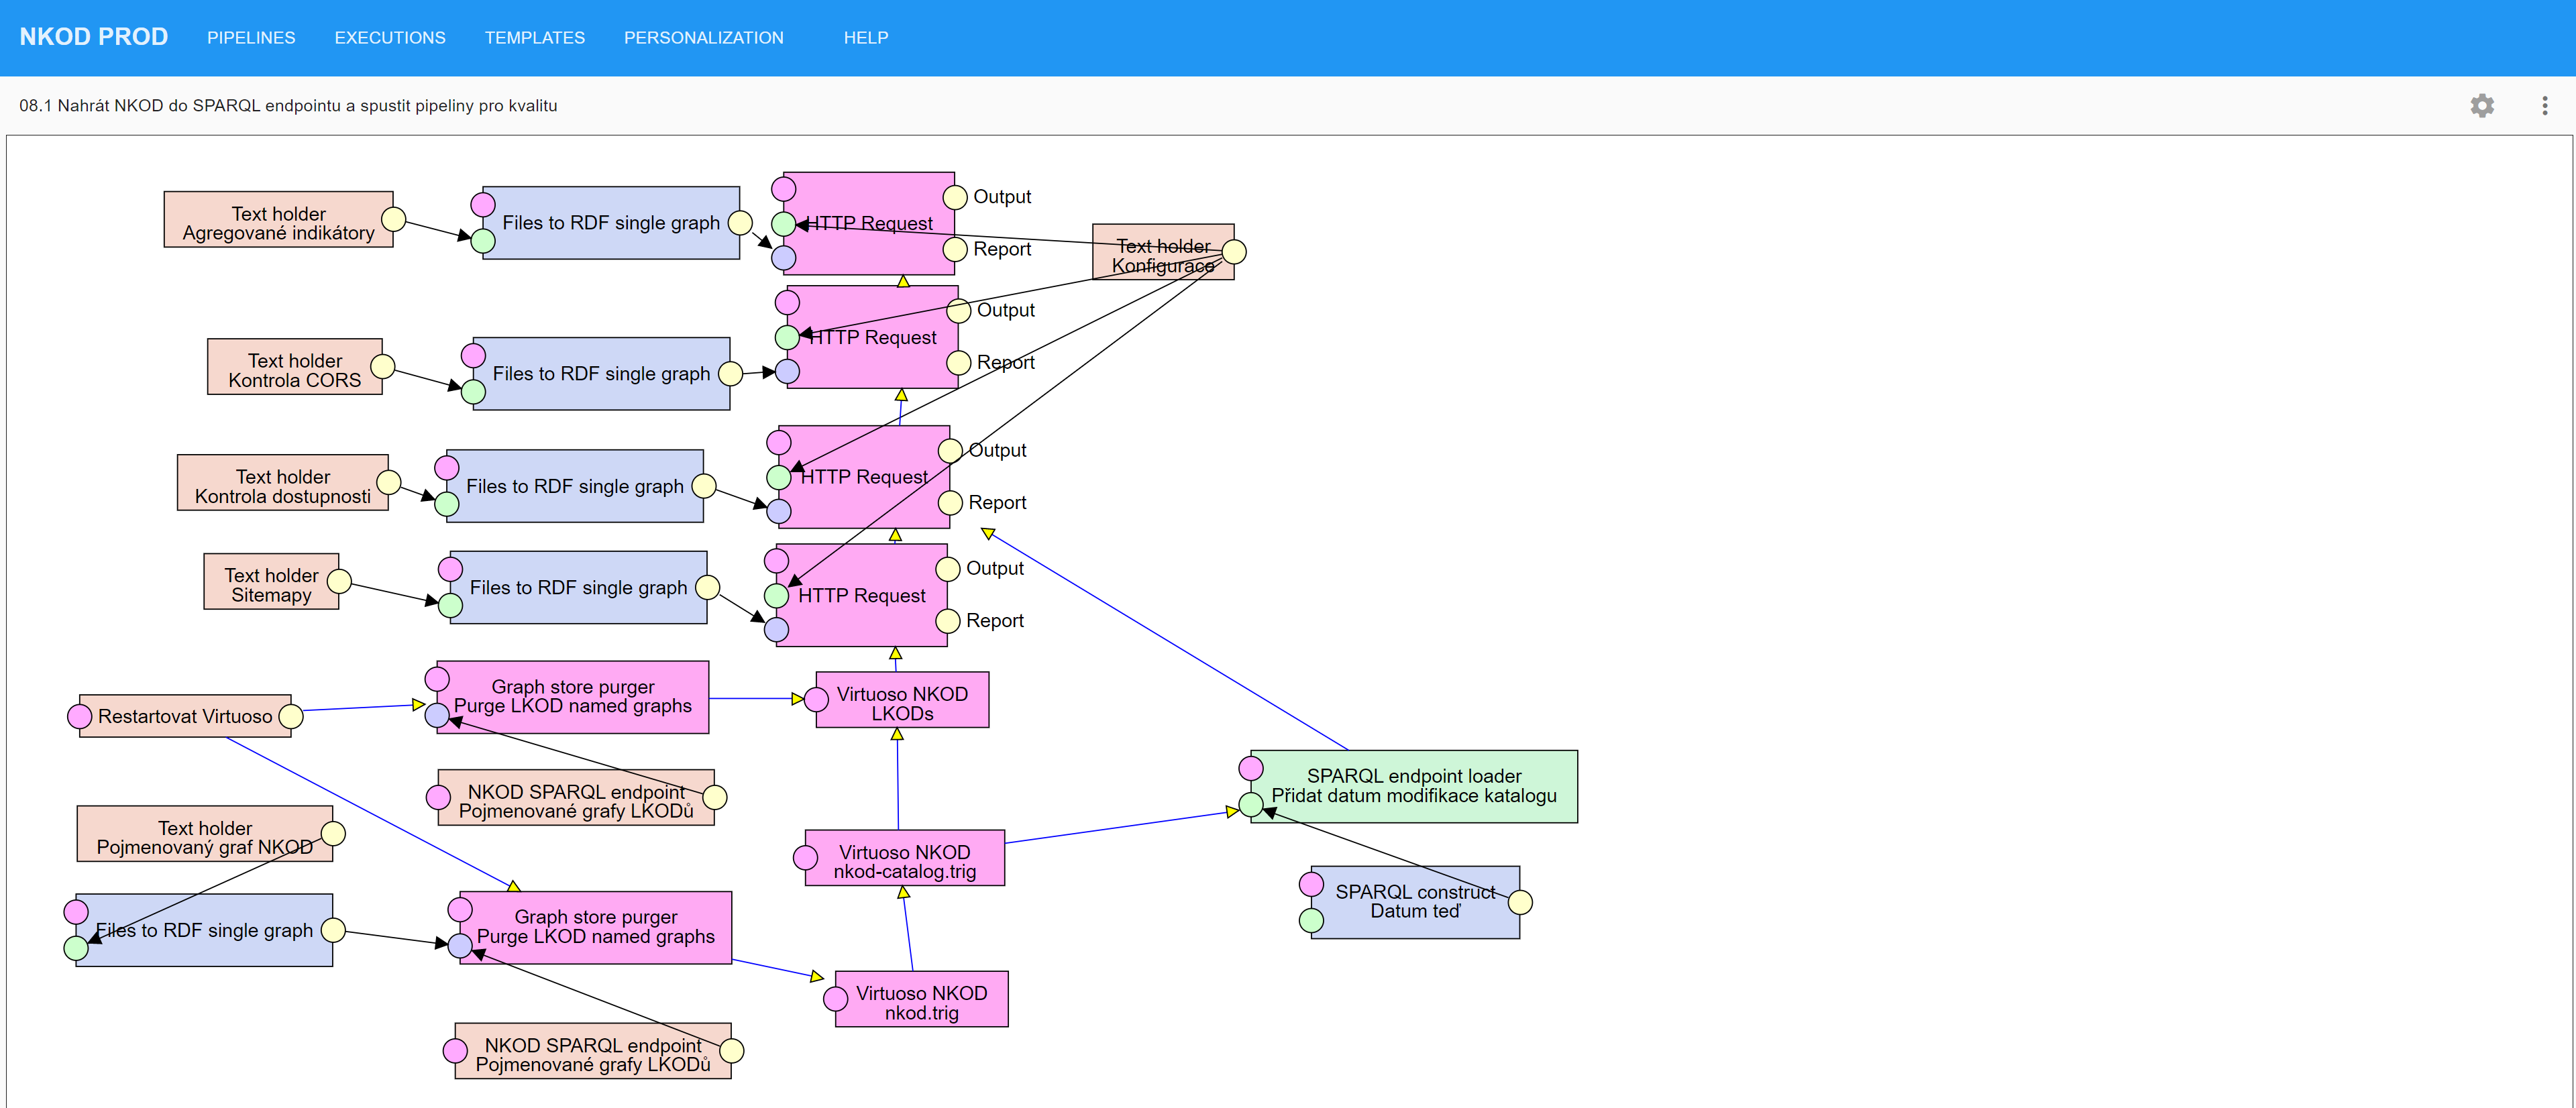 NKOD PROD PIPELINES EXECUTIONS TEMPLATES PERSONALIZATION HELP
08.1 Nahrát NKOD do SPARQL endpointu a spustit pipeliny pro kvalitu
Text holder
Agregované indikátory
Files to RDF single graph
HTTP Request
Output
Report
Text holder
Konfigurace
Text holder
Kontrola CORS
Files to RDF single graph
HTTP Request
Output
Report
Text holder
Kontrola dostupnosti
Files to RDF single graph
HTTP Request
Output
Report
Text holder
Sitemapy
Files to RDF single graph
HTTP Request
Output
Report
Restartovat Virtuoso
Graph store purger
Purge LKOD named graphs
Virtuoso NKOD
LKODs
NKOD SPARQL endpoint
Pojmenované grafy LKODů
SPARQL endpoint loader
Přidat datum modifikace katalogu
Text holder
Pojmenovaný graf NKOD
Virtuoso NKOD
nkod-catalog.trig
SPARQL construct
Datum teď
Files to RDF single graph
Graph store purger
Purge LKOD named graphs
Virtuoso NKOD
nkod.trig
NKOD SPARQL endpoint
Pojmenované grafy LKODů